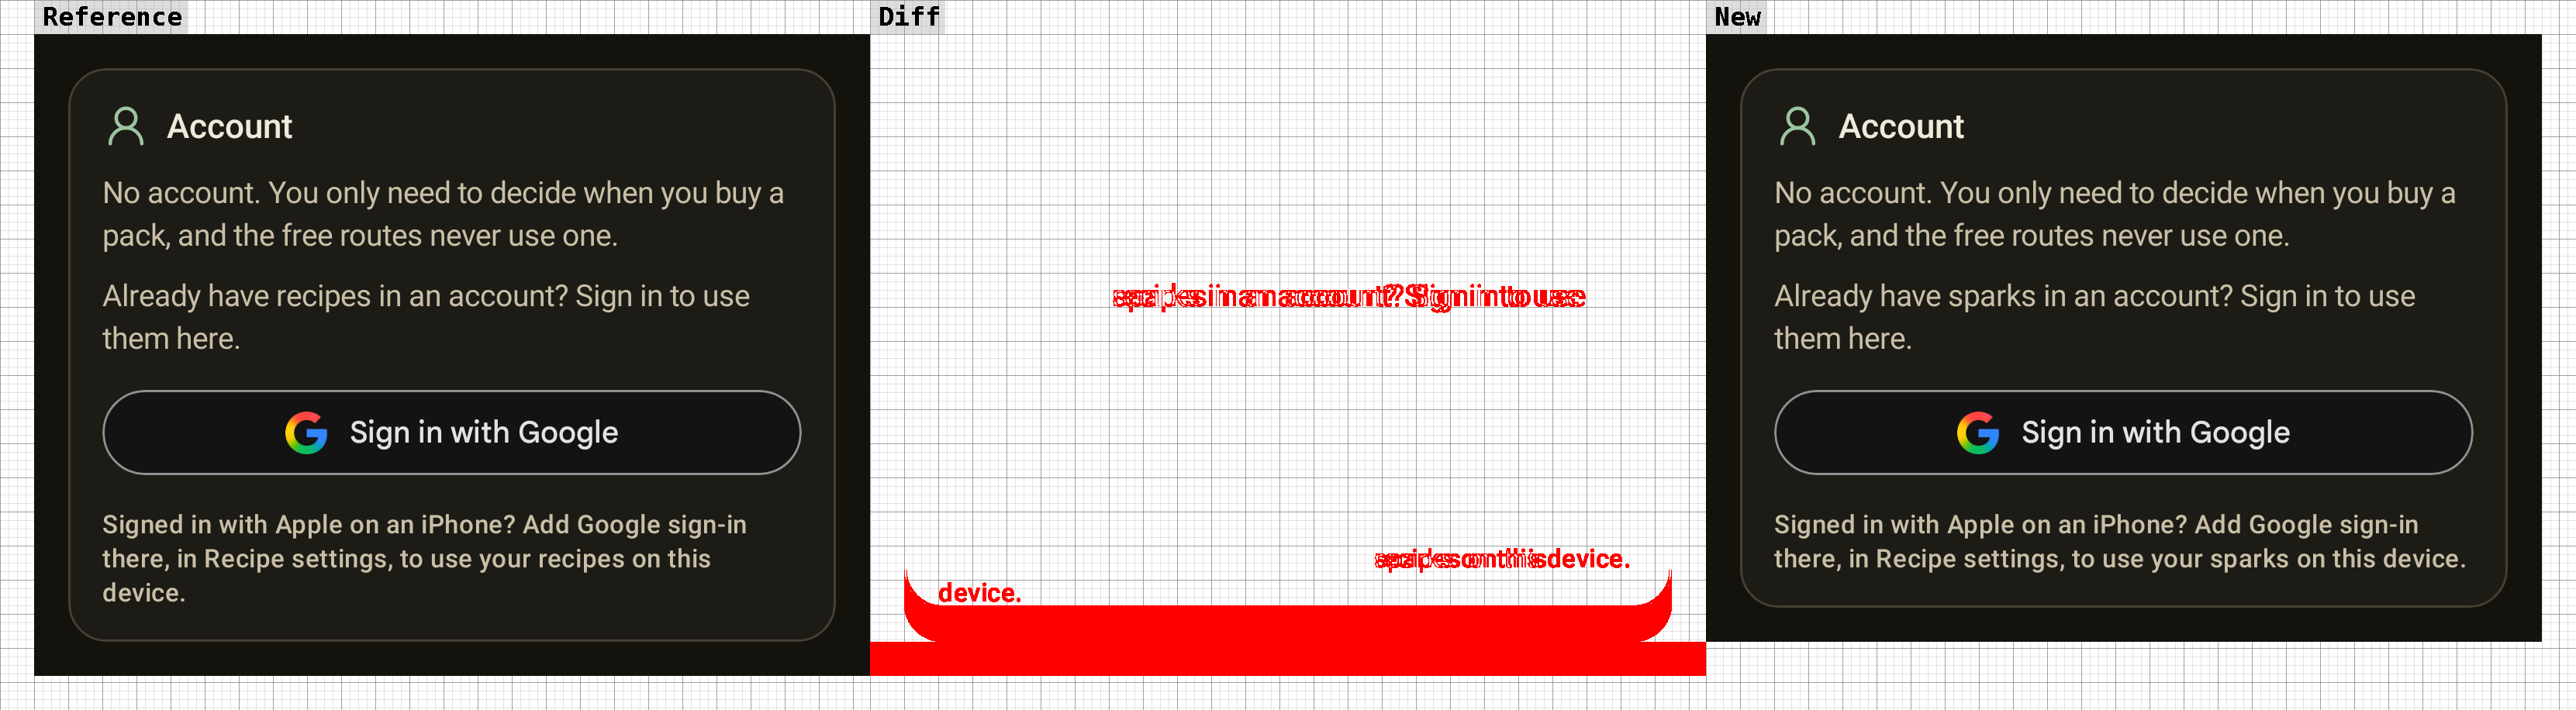 Reference
Account
No account. You only need to decide when you buy a
pack, and the free routes never use one.
Already have recipes in an account? Sign in to use
them here.
Sign in with Google
Signed in with Apple on an iPhone? Add Google sign-in
there, in Recipe settings, to use your recipes on this
device.
Diff
device.
device.
New
Account
No account. You only need to decide when you buy a
pack, and the free routes never use one.
Already have sparks in an account? Sign in to use
them here.
Sign in with Google
Signed in with Apple on an iPhone? Add Google sign-in
there, in Recipe settings, to use your sparks on this device.